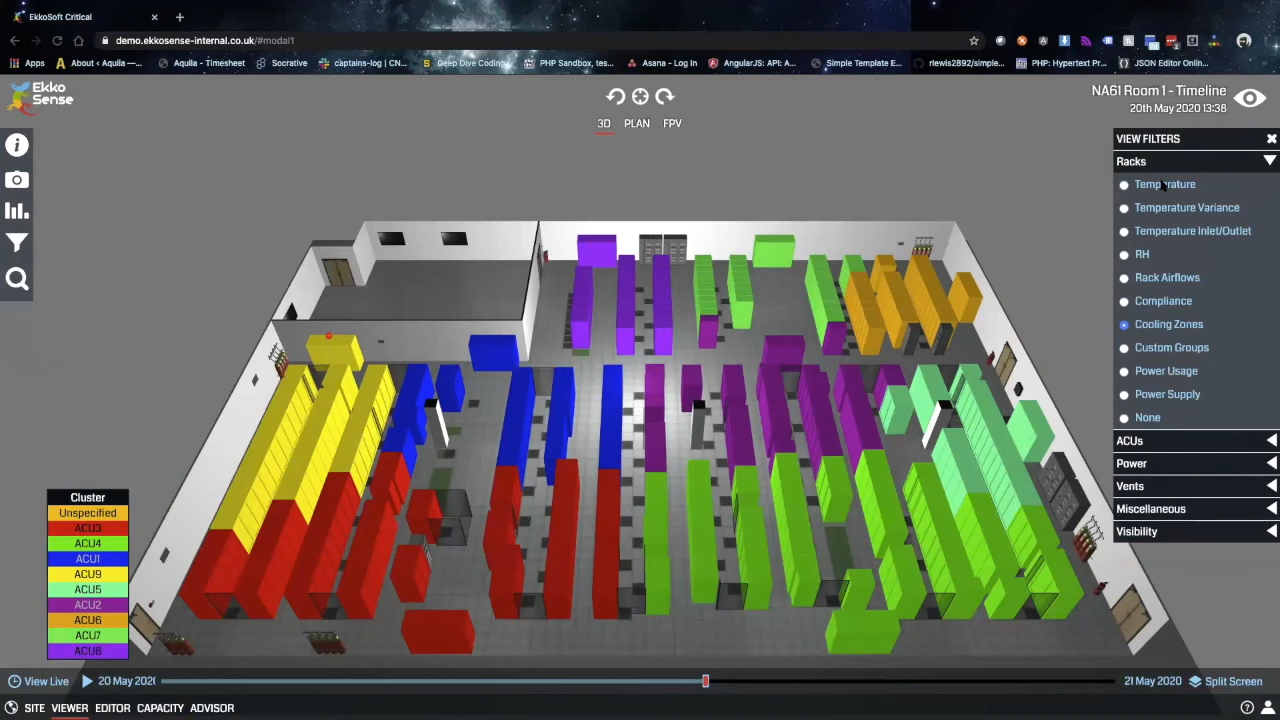 EkkoSoft Critical
demo.ekkosense-internal.co.uk/#modal1
Apps
About ‹ Aquila —...
Aquila - Timesheet
Socrative
captains-log | CN...
Deep Dive Coding
PHP Sandbox, tes...
Asana - Log In
AngularJS: API: A...
Simple Template E...
rlewis2892/simple...
PHP: Hypertext Pr...
JSON Editor Onlin...
Ekko
Sense
NA61 Room 1 - Timeline
20th May 2020 13:36
3D PLAN FPV
VIEW FILTERS
Racks
Temperature
Temperature Variance
Temperature Inlet/Outlet
RH
Rack Airflows
Compliance
Cooling Zones
Custom Groups
Power Usage
Power Supply
None
ACUs
Power
Vents
Miscellaneous
Visibility
Cluster
Unspecified
ACU3
ACU4
ACU1
ACU9
ACU5
ACU2
ACU6
ACU7
ACU8
View Live
20 May 202
21 May 2020
Split Screen
SITE VIEWER EDITOR CAPACITY ADVISOR